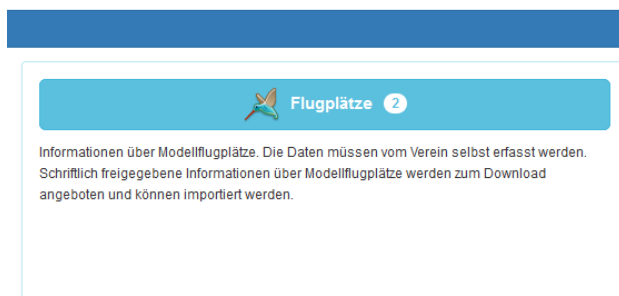 Flugplätze 2
Informationen über Modellflugplätze. Die Daten müssen vom Verein selbst erfasst werden.
Schriftlich freigegebene Informationen über Modellflugplätze werden zum Download
angeboten und können importiert werden.